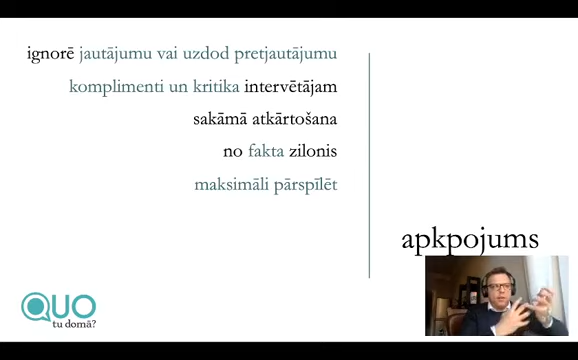 ignorē jautājumu vai uzdod pretjautājumu
komplimenti un kritika intervētājam
sakāmā atkārtošana
no fakta zilonis
maksimāli pārspīlēt
apkpojums
QUO
tu domā?